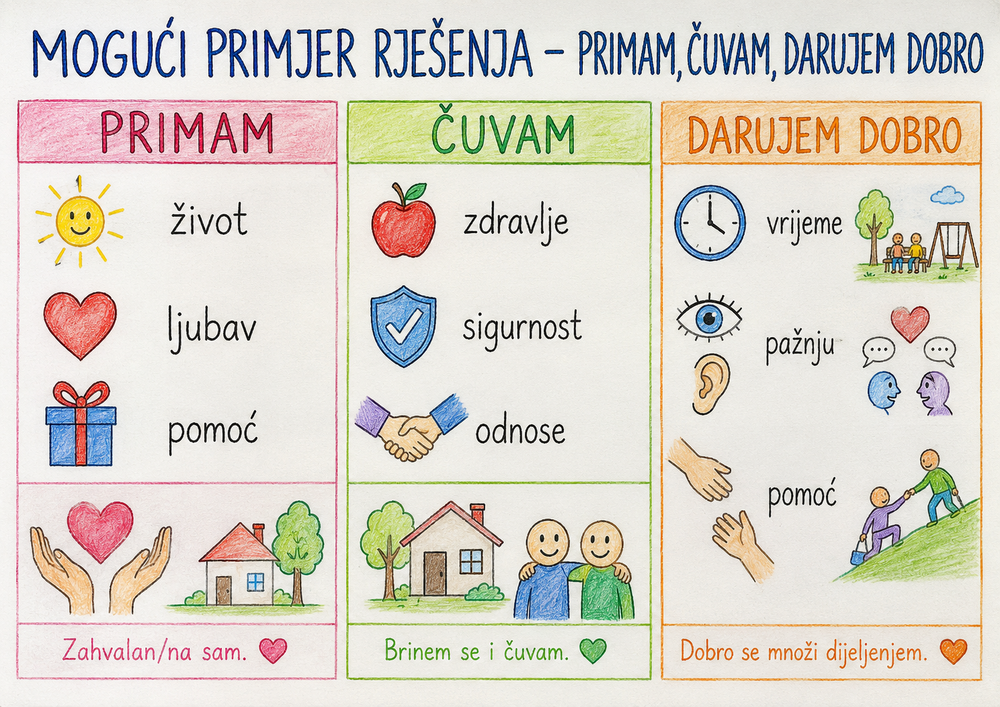 MOGUĆI PRIMJER RJEŠENJA – PRIMAM, ČUVAM, DARUJEM DOBRO
PRIMAM
život
ljubav
pomoć
Zahvalan/na sam.
ČUVAM
zdravlje
sigurnost
odnose
Brinem se i čuvam.
DARUJEM DOBRO
vrijeme
pažnju
pomoć
Dobro se množi dijeljenjem.